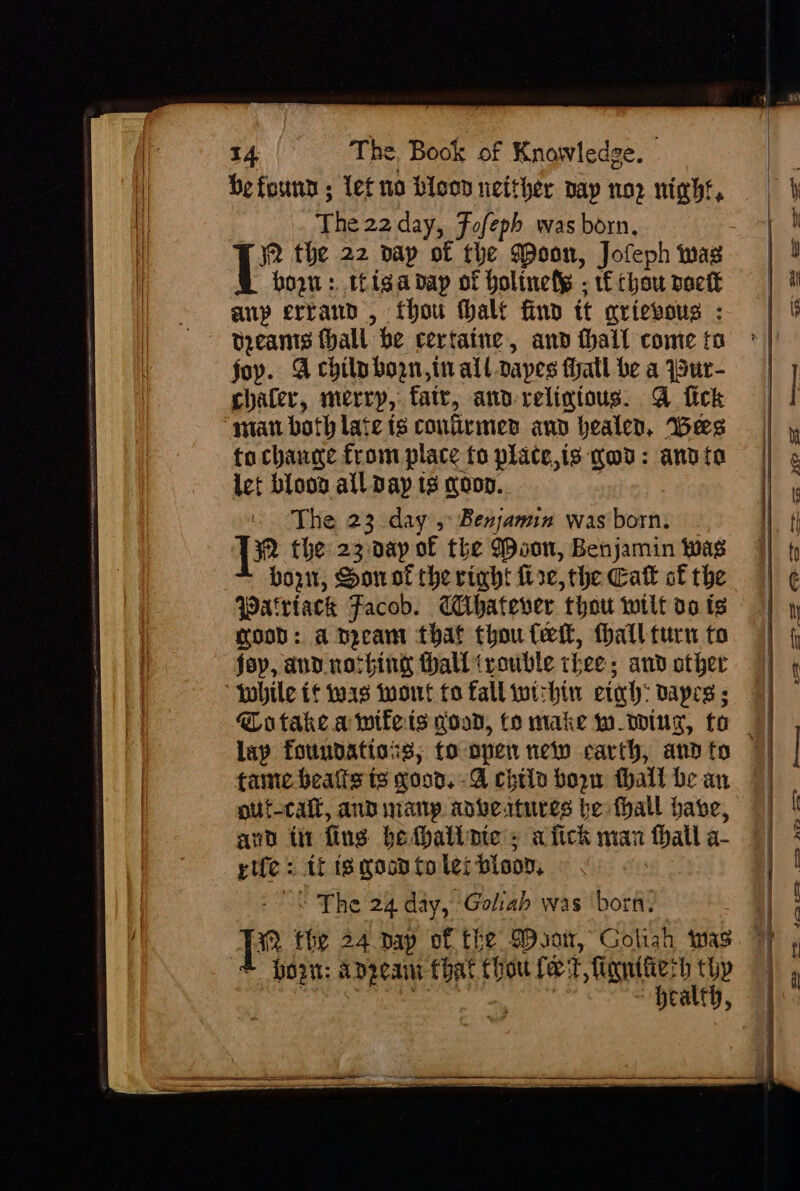 14 The Book of Knowledge.
be found ; let no blood neither day nor night.
The 22 day, Joseph was born.
IN the 22 day of the Moon, Joseph was
born : it is a day of holiness ; if thou doest
any errand , thou shalt find it grievous :
dreams shall be certaine, and shall come to
joy. A child born, in all dayes shall be a Pur-
chaser, merry, fair, and religious. A sick
man both late is confirmed and healed. Bees
to change from place to place, is good : and to
let blood all day is good.
The 23 day , Benjamin was born.
IN the 23 day of the Moon, Benjamin was
born, Son of the right side, the last of the
Patriack Jacob. Whatever thou wilt do is
good : a dream that thou seest, shall turn to
joy, and nothing shall trouble thee ; and other
while it was wont to fall within eight dayes ;
To take a wife is good, to make wedding, to
lay foundations, to open new earth, and to
tame beasts is good. A child born shall be an
out-cast, and many adventures he shall have,
and in sins he shall die ; a sick man shall a-
rise : it is good to let bloon.
The 24 day, Goliah was born.
IN the 24 day of the Moon, Goliah was
born : a dream that thou seest, signifieth thy
health,